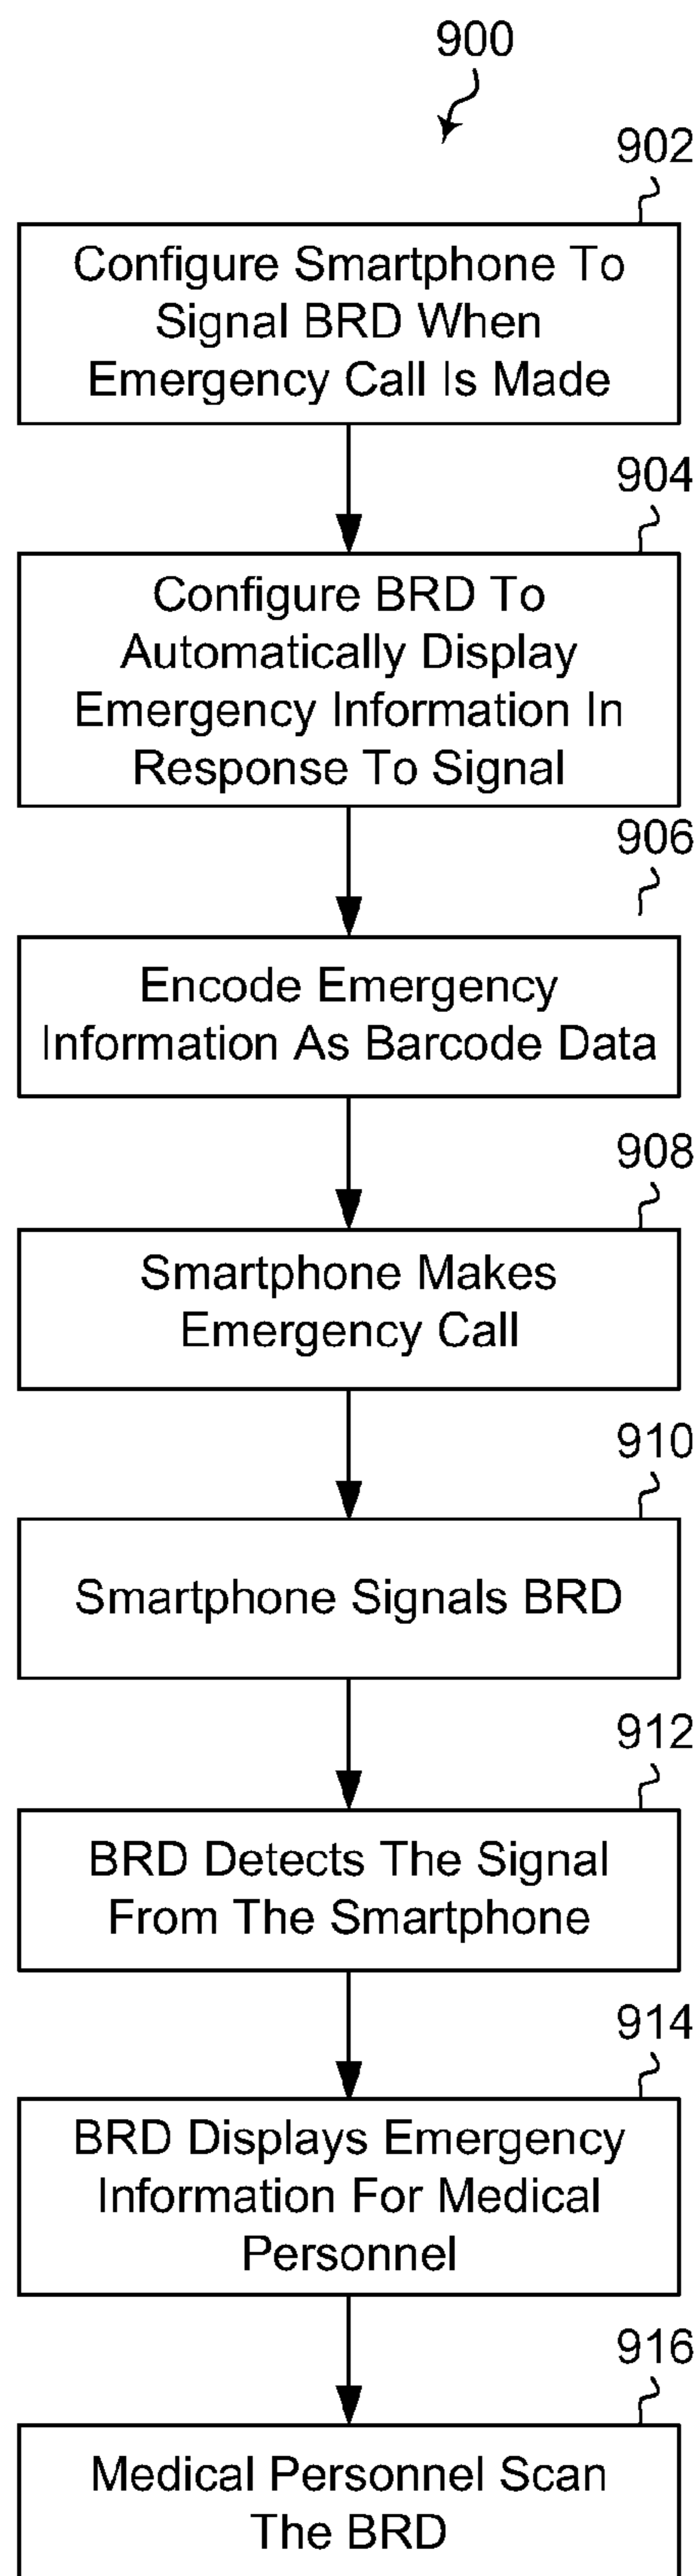 900
902
Configure Smartphone To
Signal BRD When
Emergency Call Is Made
904
Configure BRD To
Automatically Display
Emergency Information In
Response To Signal
906
Encode Emergency
Information As Barcode Data
908
Smartphone Makes
Emergency Call
910
Smartphone Signals BRD
912
BRD Detects The Signal
From The Smartphone
914
BRD Displays Emergency
Information For Medical
Personnel
916
Medical Personnel Scan
The BRD